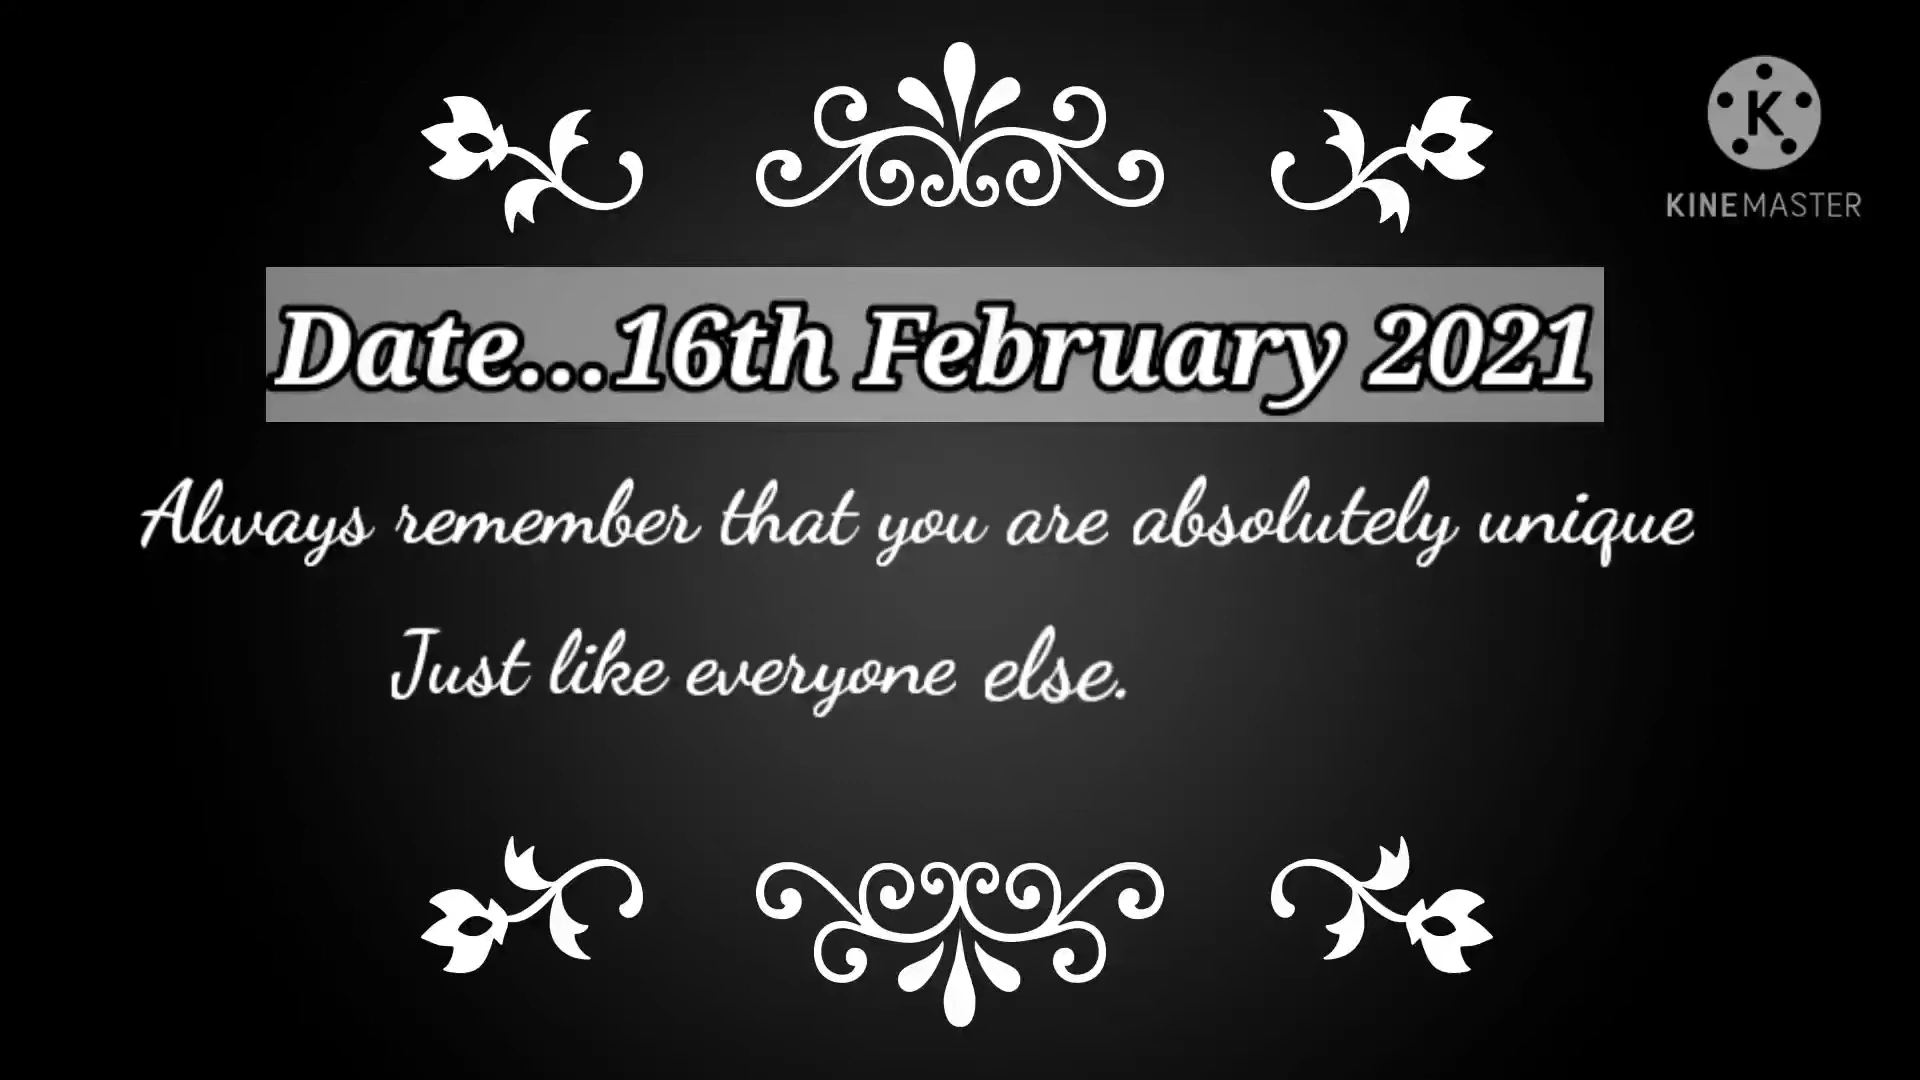 K
KINEMASTER
Date...16th February 2021
Always remember that you are absolutely unique
Just like everyone else.